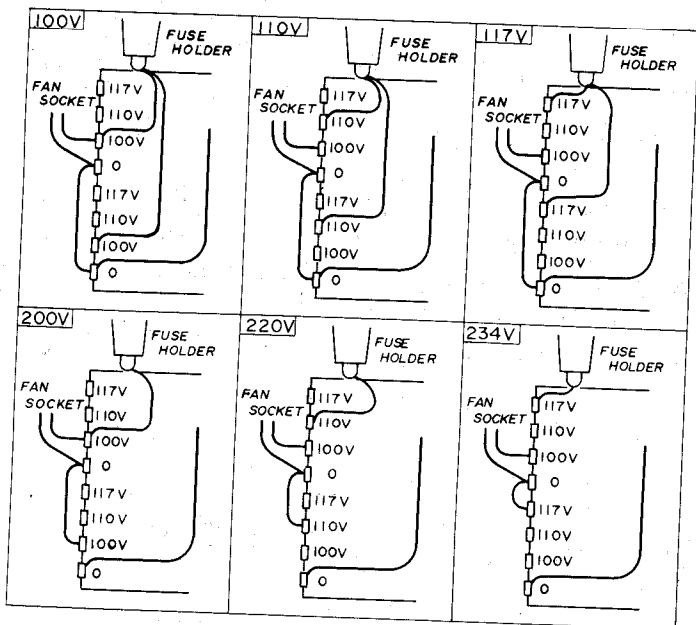 100V
FUSE
HOLDER
FAN
SOCKET
117V
110V
100V
0
117V
110V
100V
0
110V
FUSE
HOLDER
FAN
SOCKET
117V
110V
100V
0
117V
110V
100V
0
117V
FUSE
HOLDER
FAN
SOCKET
117V
110V
100V
0
117V
110V
100V
0
200V
FUSE
HOLDER
FAN
SOCKET
117V
110V
100V
0
117V
110V
100V
0
220V
FUSE
HOLDER
FAN
SOCKET
117V
110V
100V
0
117V
110V
100V
0
234V
FUSE
HOLDER
FAN
SOCKET
117V
110V
100V
0
117V
110V
100V
0